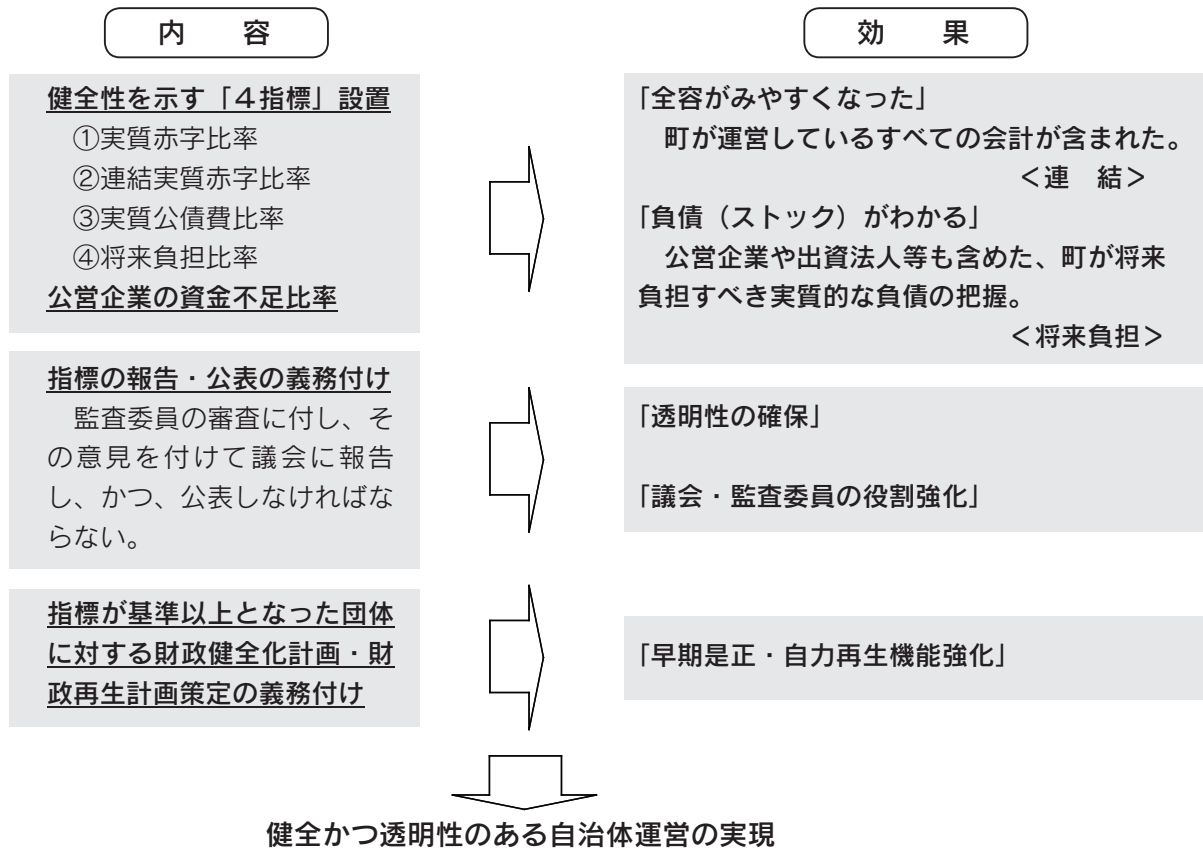 内　容
効　果
健全性を示す「４指標」設置
①実質赤字比率
②連結実質赤字比率
③実質公債費比率
④将来負担比率
公営企業の資金不足比率
「全容がみやすくなった」
町が運営しているすべての会計が含まれた。
＜連　結＞
「負債（ストック）がわかる」
公営企業や出資法人等も含めた、町が将来
負担すべき実質的な負債の把握。
＜将来負担＞
指標の報告・公表の義務付け
監査委員の審査に付し、そ
の意見を付けて議会に報告
し、かつ、公表しなければな
らない。
「透明性の確保」
「議会・監査委員の役割強化」
指標が基準以上となった団体
に対する財政健全化計画・財
政再生計画策定の義務付け
「早期是正・自力再生機能強化」
健全かつ透明性のある自治体運営の実現